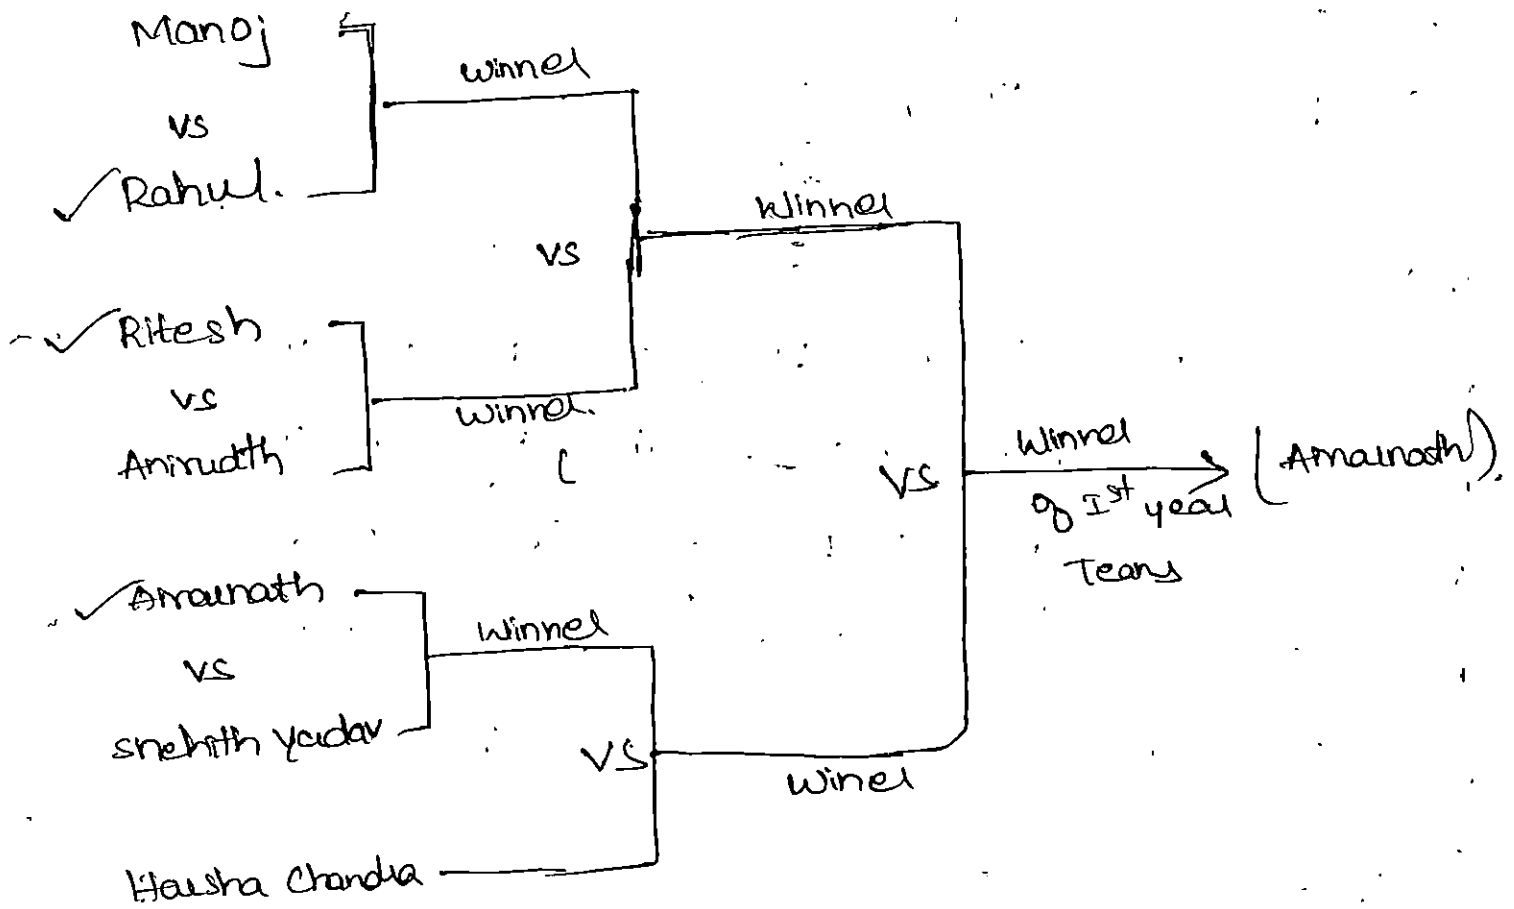 Manoj
Winner
vs
✓ Rahul.
Winner
vs
✓ Ritesh
vs
Winner.
Anirudth
Winner
vs
(Amarnath).
of Ist year
Teams
✓ Amarnath
Winner
vs
snehith yadav
vs
Winer
Harsha Chandra